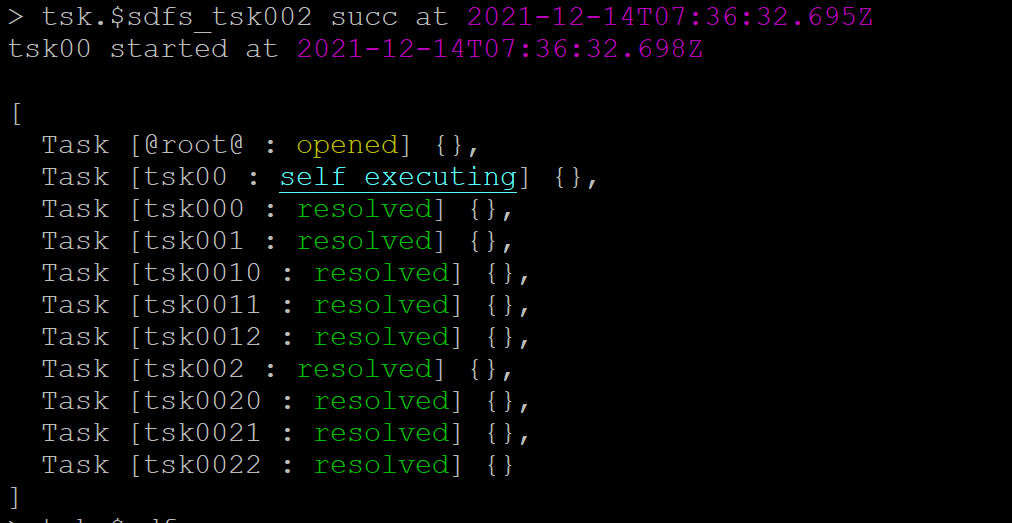 > tsk.$sdfs_tsk002 succ at 2021-12-14T07:36:32.695Z
tsk00 started at 2021-12-14T07:36:32.698Z
[
Task [@root@ : opened] {},
Task [tsk00 : self executing] {},
Task [tsk000 : resolved] {},
Task [tsk001 : resolved] {},
Task [tsk0010 : resolved] {},
Task [tsk0011 : resolved] {},
Task [tsk0012 : resolved] {},
Task [tsk002 : resolved] {},
Task [tsk0020 : resolved] {},
Task [tsk0021 : resolved] {},
Task [tsk0022 : resolved] {}
]